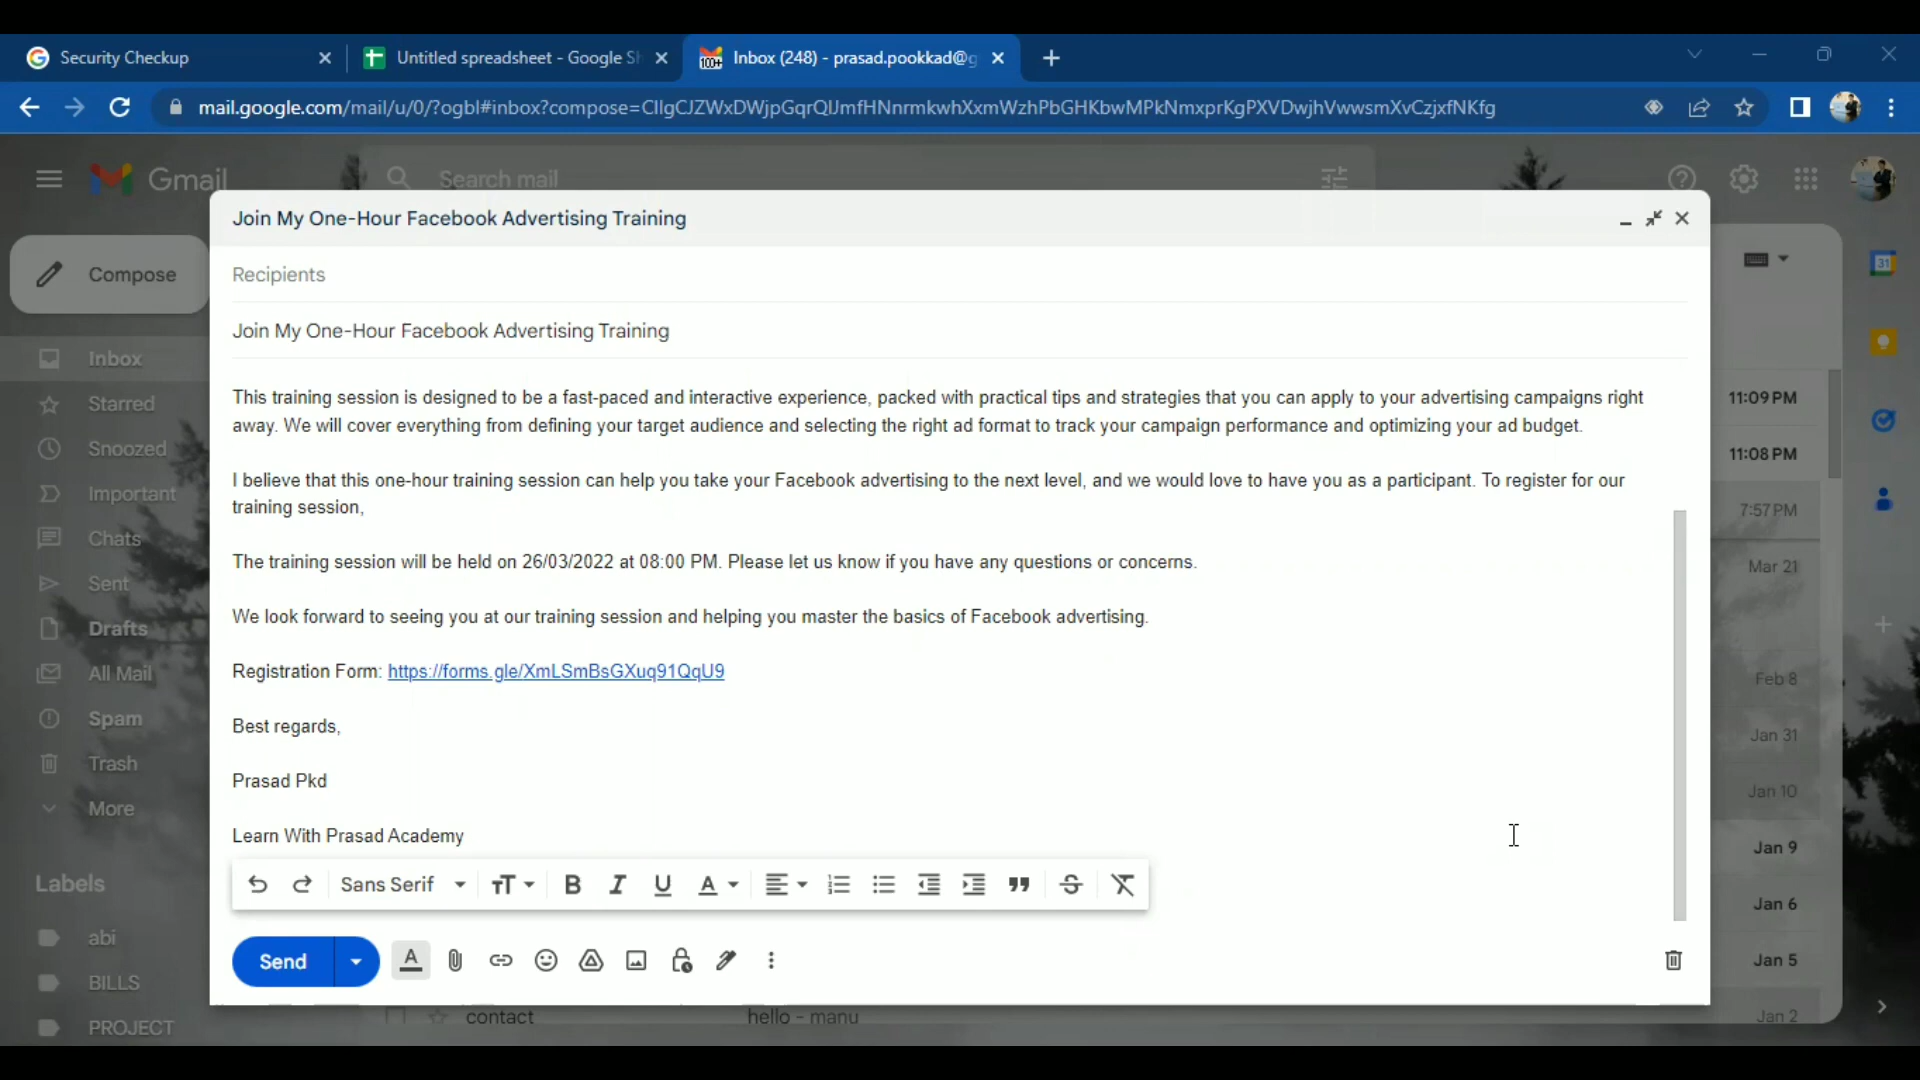 Security Checkup
Untitled spreadsheet - Google Sh
100+
Inbox (248) - prasad.pookkad@g
mail.google.com/mail/u/0/?ogbl#inbox?compose=CllgCJZWxDWjpGqrQlJmfHNnrmkwhXxmWzhPbGHKbwMPkNmxprKgPXVDwjhVwwsmXvCzjxfNKfg
Gmail
Search mail
Join My One-Hour Facebook Advertising Training
Compose
Recipients
31
Join My One-Hour Facebook Advertising Training
Inbox
Starred
Snoozed
Important
Chats
Sent
Drafts
All Mail
Spam
Trash
More
Labels
abi
BILLS
PROJECT
This training session is designed to be a fast-paced and interactive experience, packed with practical tips and strategies that you can apply to your advertising campaigns right
away. We will cover everything from defining your target audience and selecting the right ad format to track your campaign performance and optimizing your ad budget.
I believe that this one-hour training session can help you take your Facebook advertising to the next level, and we would love to have you as a participant. To register for our
training session,
The training session will be held on 26/03/2022 at 08:00 PM. Please let us know if you have any questions or concerns.
We look forward to seeing you at our training session and helping you master the basics of Facebook advertising.
Registration Form: https://forms.gle/XmLSmBsGXuq91QqU9
Best regards,
Prasad Pkd
Learn With Prasad Academy
Sans Serif
Send
contact
hello - manu
11:09 PM
11:08 PM
7:57 PM
Mar 21
Feb 8
Jan 31
Jan 10
Jan 9
Jan 6
Jan 5
Jan 2